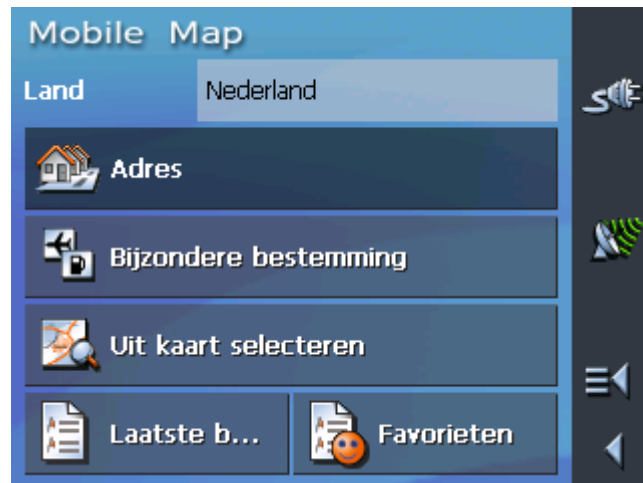 Mobile Map
Land Nederland
Adres
Bijzondere bestemming
Uit kaart selecteren
Laatste b... Favorieten